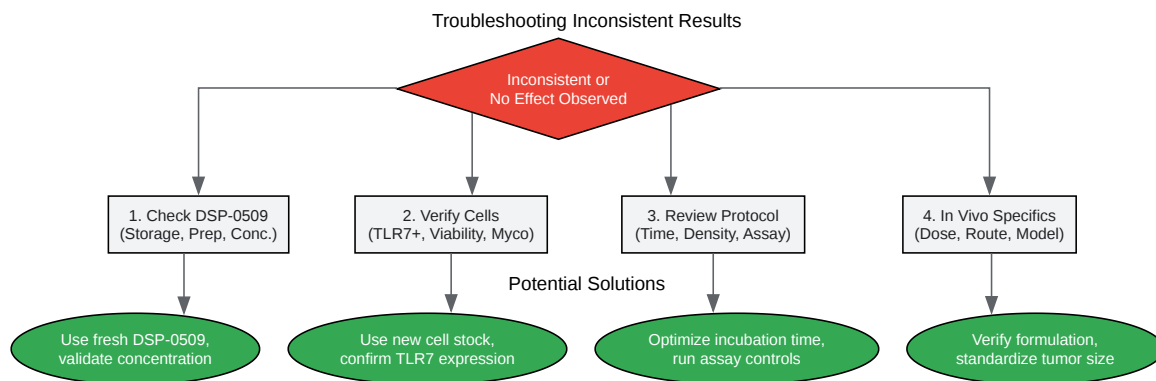 Troubleshooting Inconsistent Results
Inconsistent or
No Effect Observed
1. Check DSP-0509
(Storage, Prep, Conc.)
2. Verify Cells
(TLR7+, Viability, Myco)
3. Review Protocol
(Time, Density, Assay)
4. In Vivo Specifics
(Dose, Route, Model)
Potential Solutions
Use fresh DSP-0509,
validate concentration
Use new cell stock,
confirm TLR7 expression
Optimize incubation time,
run assay controls
Verify formulation,
standardize tumor size